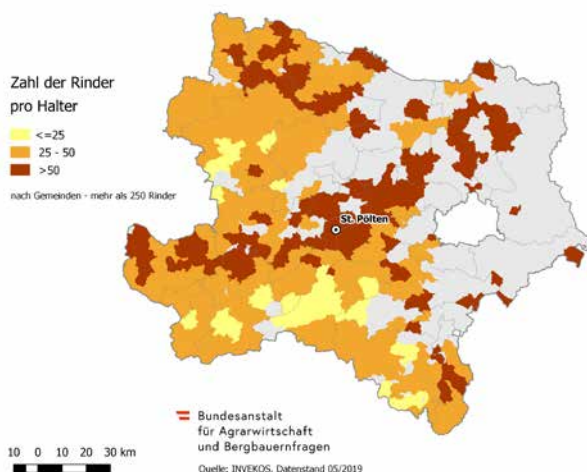 Zahl der Rinder
pro Halter
<=25
25 - 50
>50
nach Gemeinden - mehr als 250 Rinder
St. Pölten
Bundesanstalt
für Agrarwirtschaft
und Bergbauernfragen
10 0 10 20 30 km
Quelle: INVEKOS, Datenstand 05/2019